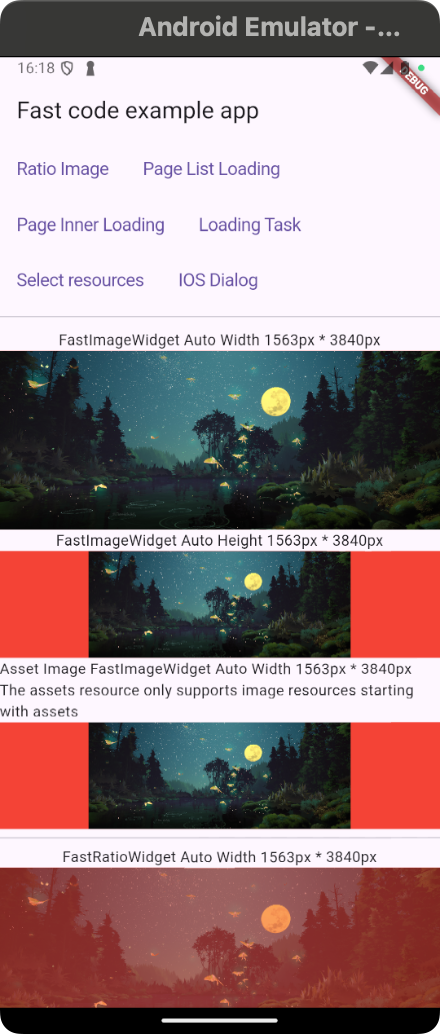 Android Emulator -...
16:18
DEBUG
Fast code example app
Ratio Image Page List Loading
Page Inner Loading Loading Task
Select resources IOS Dialog
FastImageWidget Auto Width 1563px * 3840px
FastImageWidget Auto Height 1563px * 3840px
Asset Image FastImageWidget Auto Width 1563px * 3840px
The assets resource only supports image resources starting
with assets
FastRatioWidget Auto Width 1563px * 3840px